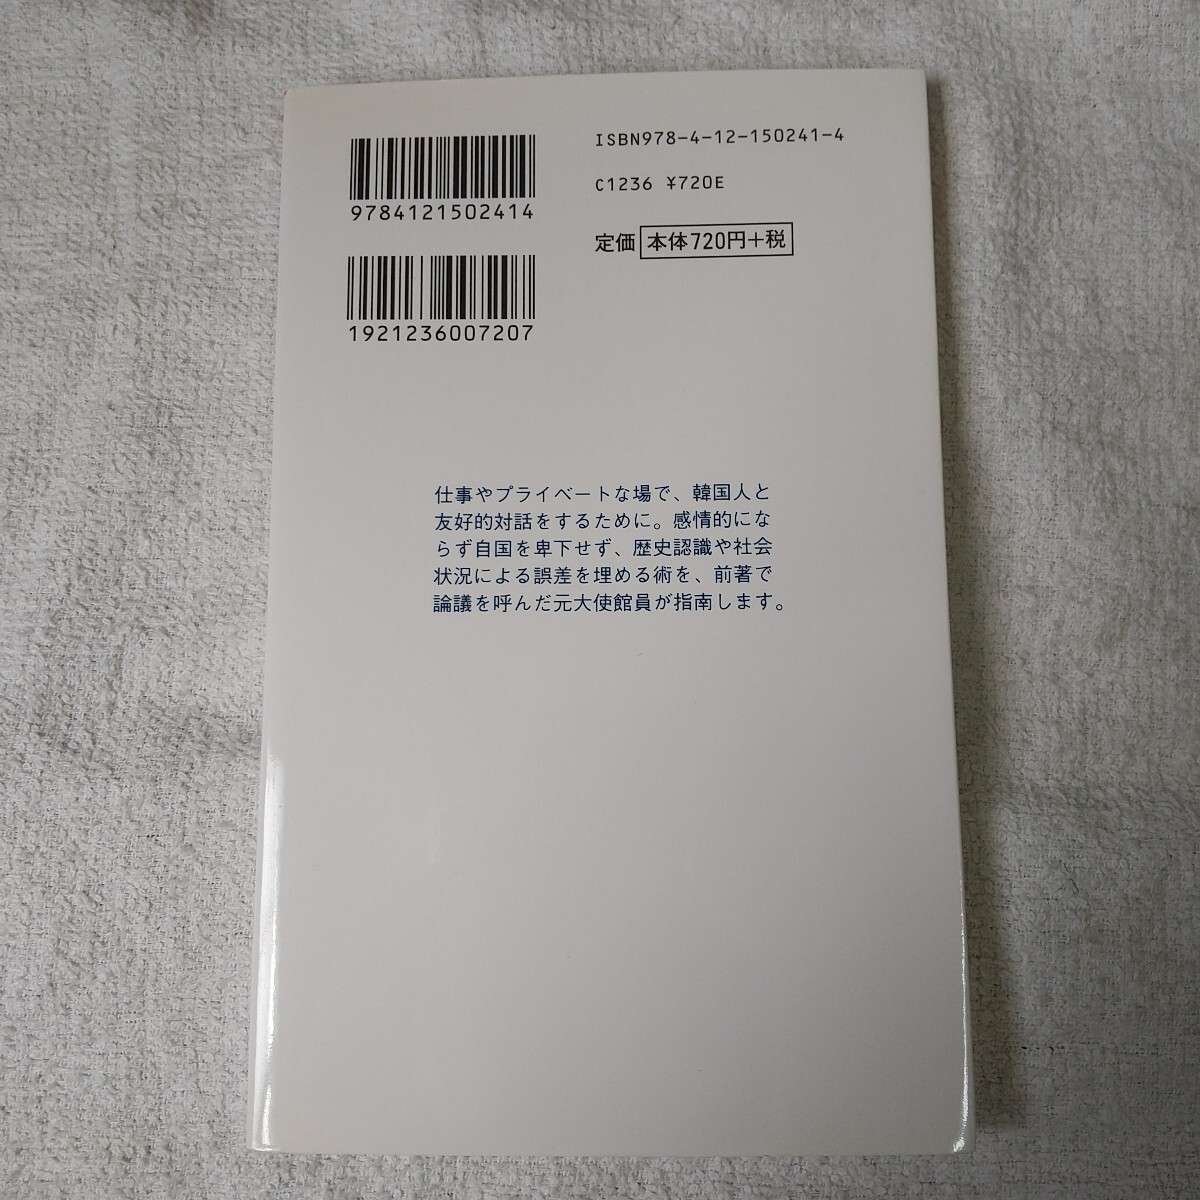 9784121502414
ISBN978-4-12-150241-4
C1236 ¥720E
定価 本体720円+税
1921236007207
仕事やプライベートな場で、韓国人と
友好的対話をするために。感情的にな
らず自国を卑下せず、歴史認識や社会
状況による誤差を埋める術を、前著で
論議を呼んだ元大使館員が指南します。